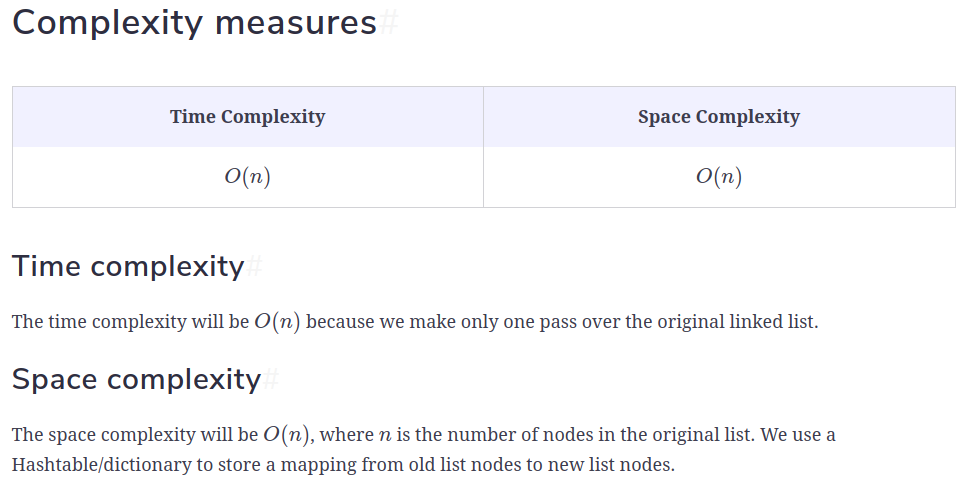 Complexity measures#
Time Complexity Space Complexity
O(n) O(n)
Time complexity#
The time complexity will be O(n) because we make only one pass over the original linked list.
Space complexity#
The space complexity will be O(n), where n is the number of nodes in the original list. We use a
Hashtable/dictionary to store a mapping from old list nodes to new list nodes.